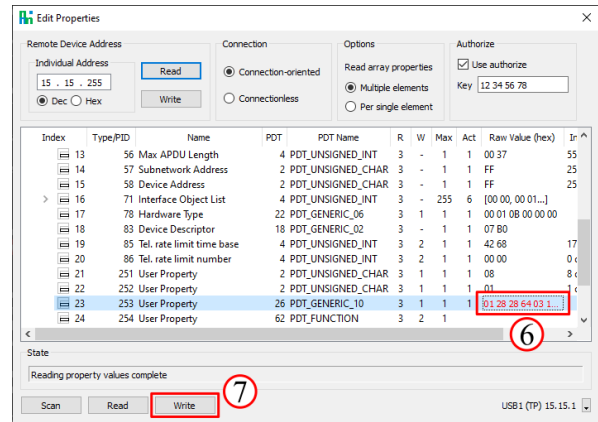 Edit Properties
Remote Device Address
Individual Address
15 . 15 . 255
Dec Hex
Read
Write
Connection
Connection-oriented
Connectionless
Options
Read array properties
Multiple elements
Per single element
Authorize
Use authorize
Key 12 34 56 78
Index Type/PID Name PDT PDT Name R W Max Act Raw Value (hex)
13 56 Max APDU Length 4 PDT_UNSIGNED_INT 3 - 1 1 00 37 55
14 57 Subnetwork Address 2 PDT_UNSIGNED_CHAR 3 - 1 1 FF 25
15 58 Device Address 2 PDT_UNSIGNED_CHAR 3 - 1 1 FF 25
> 16 71 Interface Object List 4 PDT_UNSIGNED_INT 3 - 255 6 [00 00, 00 01...]
17 78 Hardware Type 22 PDT_GENERIC_06 3 1 1 1 00 01 0B 00 00 00
18 83 Device Descriptor 18 PDT_GENERIC_02 3 - 1 1 07 B0
19 85 Tel. rate limit time base 4 PDT_UNSIGNED_INT 3 2 1 1 42 68 17
20 86 Tel. rate limit number 4 PDT_UNSIGNED_INT 3 2 1 1 00 00 0
21 251 User Property 2 PDT_UNSIGNED_CHAR 3 1 1 1 08 8
22 252 User Property 2 PDT_UNSIGNED_CHAR 3 1 1 1 01 1
23 253 User Property 26 PDT_GENERIC_10 3 1 1 1 01 28 28 64 03 1...
24 254 User Property 62 PDT_FUNCTION 3 2 1
6
State
Reading property values complete
7
Scan Read Write
USB1 (TP) 15.15.1